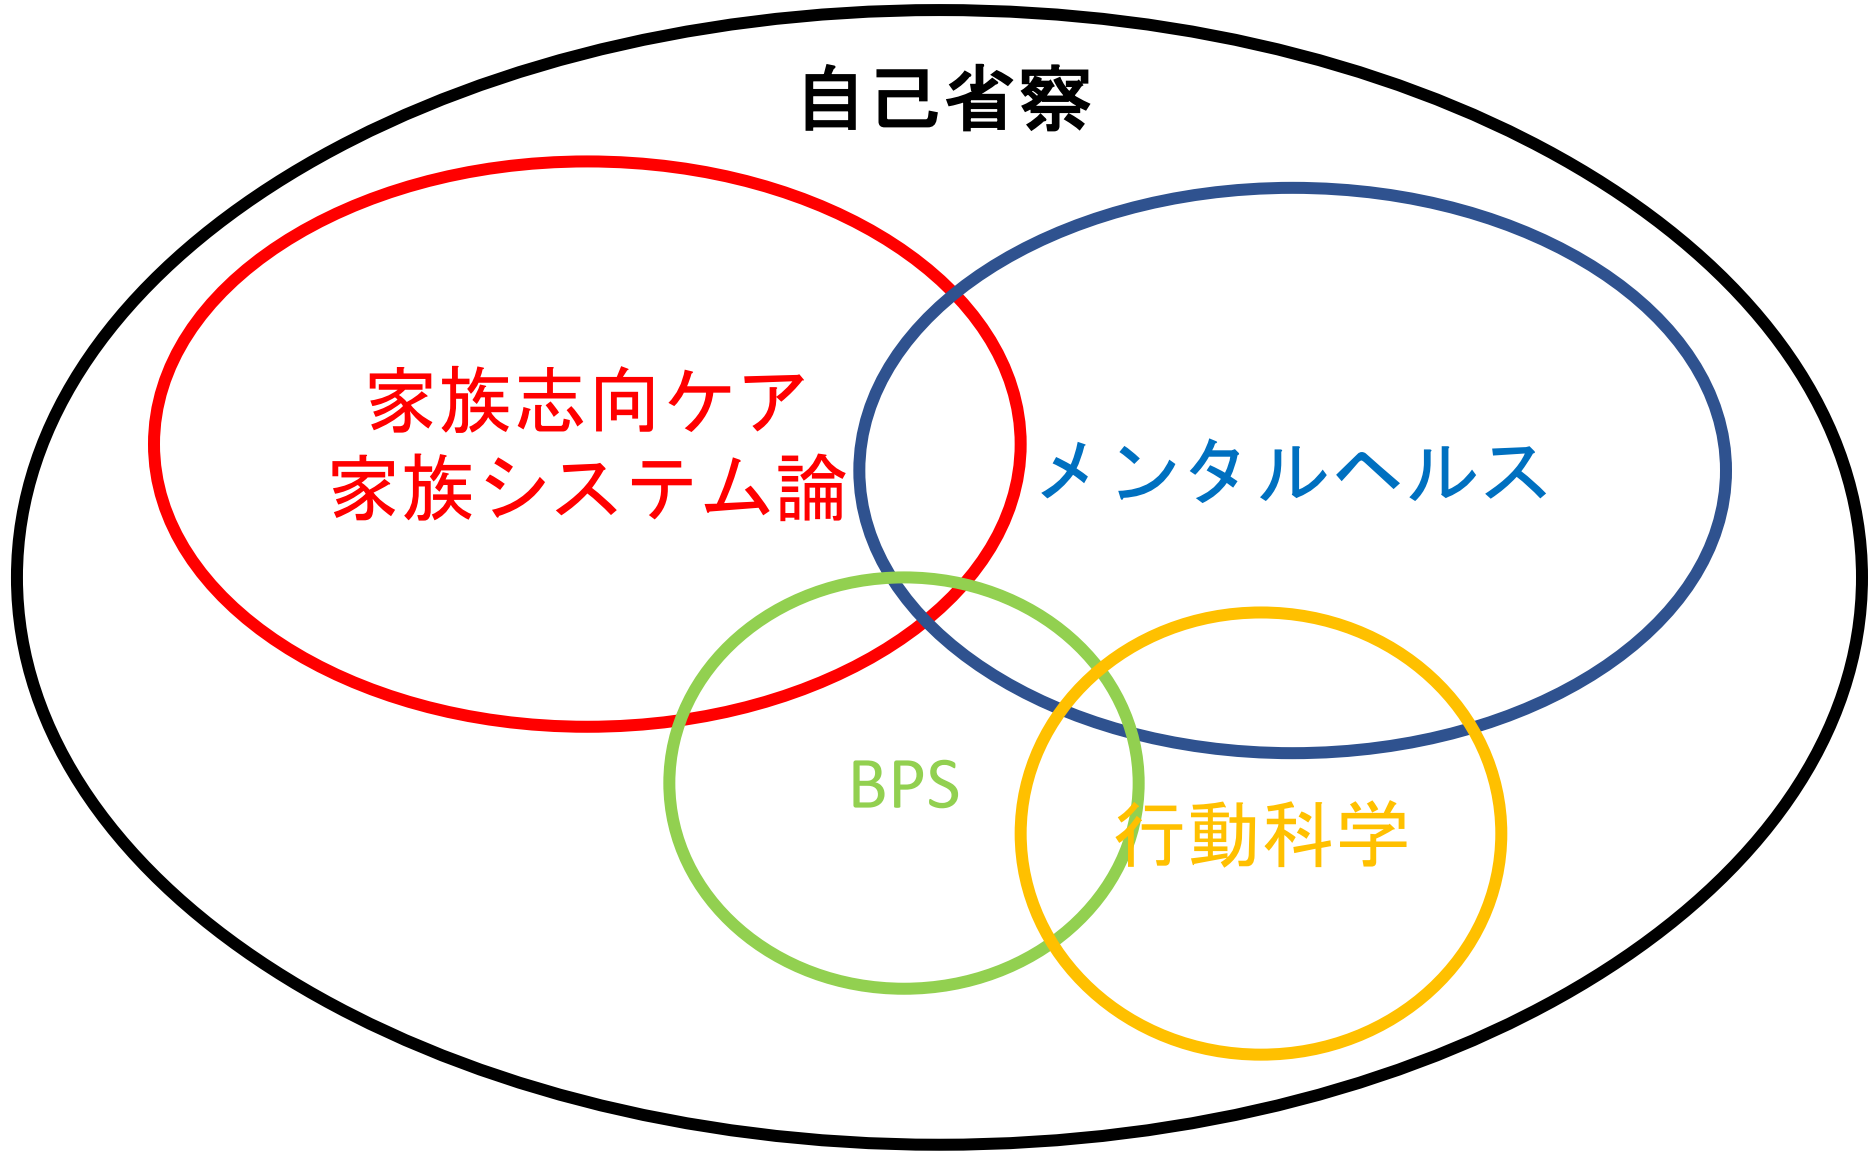 自己省察
家族志向ケア
家族システム論
メンタルヘルス
BPS
行動科学